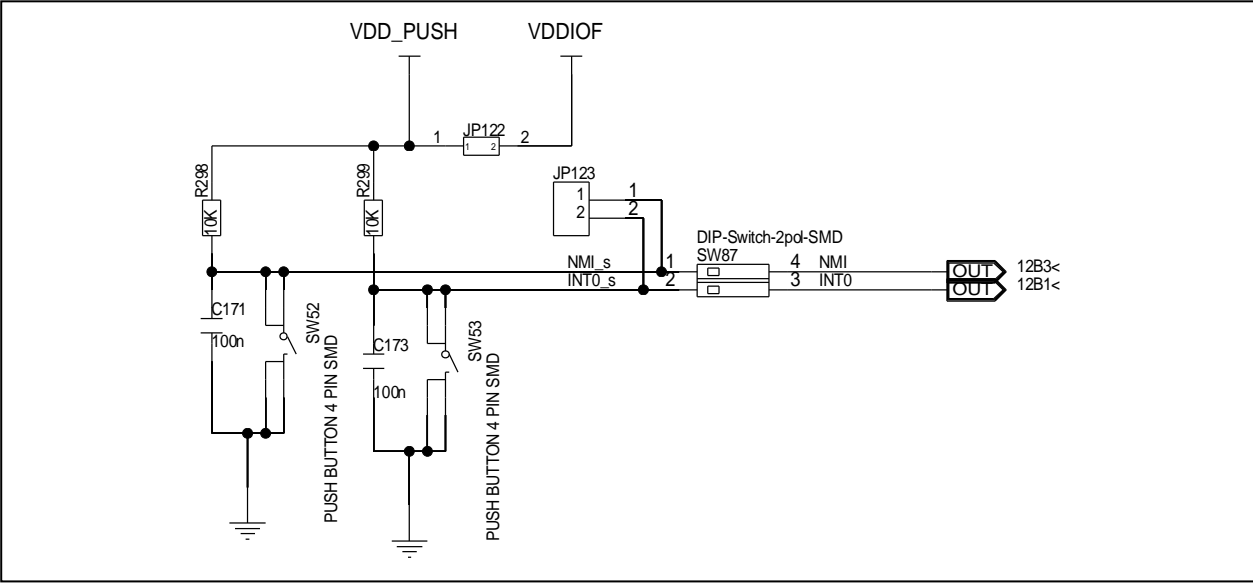 VDD_PUSH VDDIOF
1 JP122 2
1 2
R298 R299
10K 10K
JP123
1 1
2 2
DIP-Switch-2pol-SMD
SW87
NMI_s 1 4 NMI OUT 12B3<
INT0_s 2 3 INT0 OUT 12B1<
C171
100n
SW52
PUSH BUTTON 4 PIN SMD
C173
100n
SW53
PUSH BUTTON 4 PIN SMD